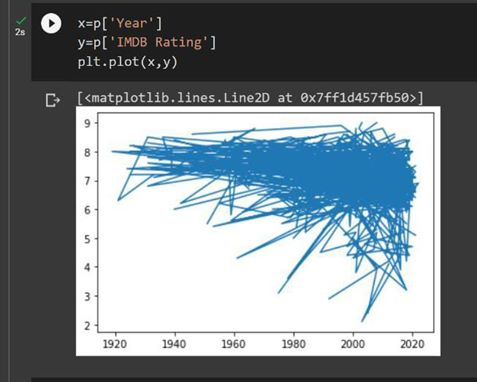 2s
x=p['Year']
y=p['IMDB Rating']
plt.plot(x,y)
[<matplotlib.lines.Line2D at 0x7ff1d457fb50>]
9
8
7
6
5
4
3
2
1920 1940 1960 1980 2000 2020